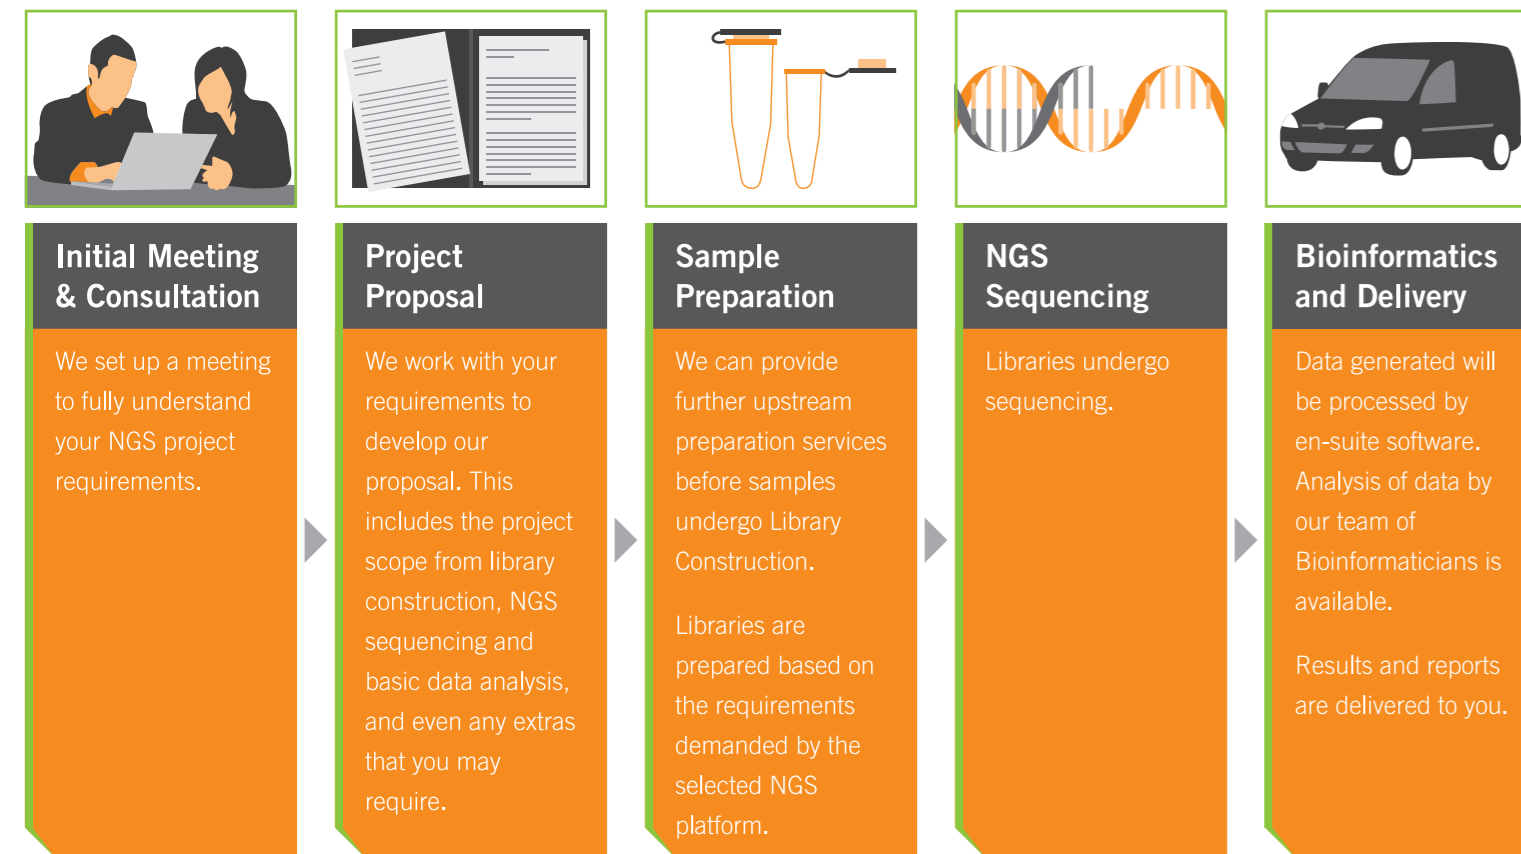 Initial Meeting
& Consultation
We set up a meeting
to fully understand
your NGS project
requirements.
Project
Proposal
We work with your
requirements to
develop our
proposal. This
includes the project
scope from library
construction, NGS
sequencing and
basic data analysis,
and even any extras
that you may
require.
Sample
Preparation
We can provide
further upstream
preparation services
before samples
undergo Library
Construction.
Libraries are
prepared based on
the requirements
demanded by the
selected NGS
platform.
NGS
Sequencing
Libraries undergo
sequencing.
Bioinformatics
and Delivery
Data generated will
be processed by
en-suite software.
Analysis of data by
our team of
Bioinformaticians is
available.
Results and reports
are delivered to you.